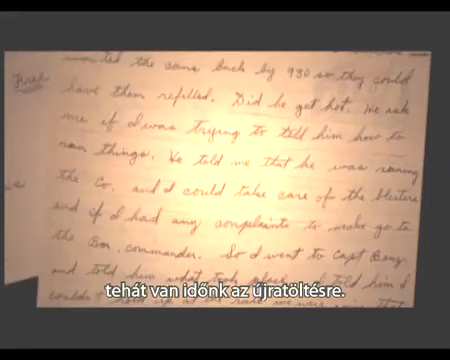 the cans back by 930 so they could
have them refilled. Did he get hot. He ask
me if I was trying to tell him how to
run things. He told me that he was runing
the Co. and I could take care of the
and if I had any complaints to make go to
the Bn. commander. So I went to Capt
and told him what took place I told him I
tehát van időnk az újratöltésre.